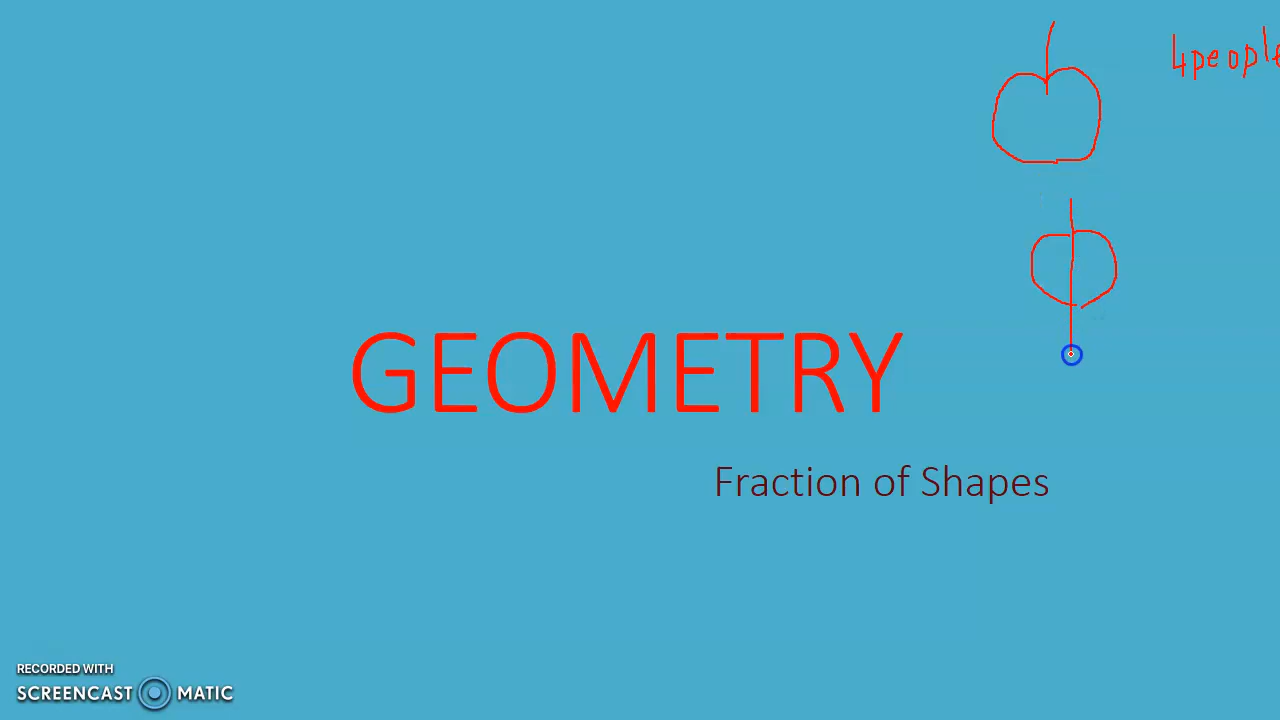 4people
GEOMETRY
Fraction of Shapes
RECORDED WITH
SCREENCAST MATIC